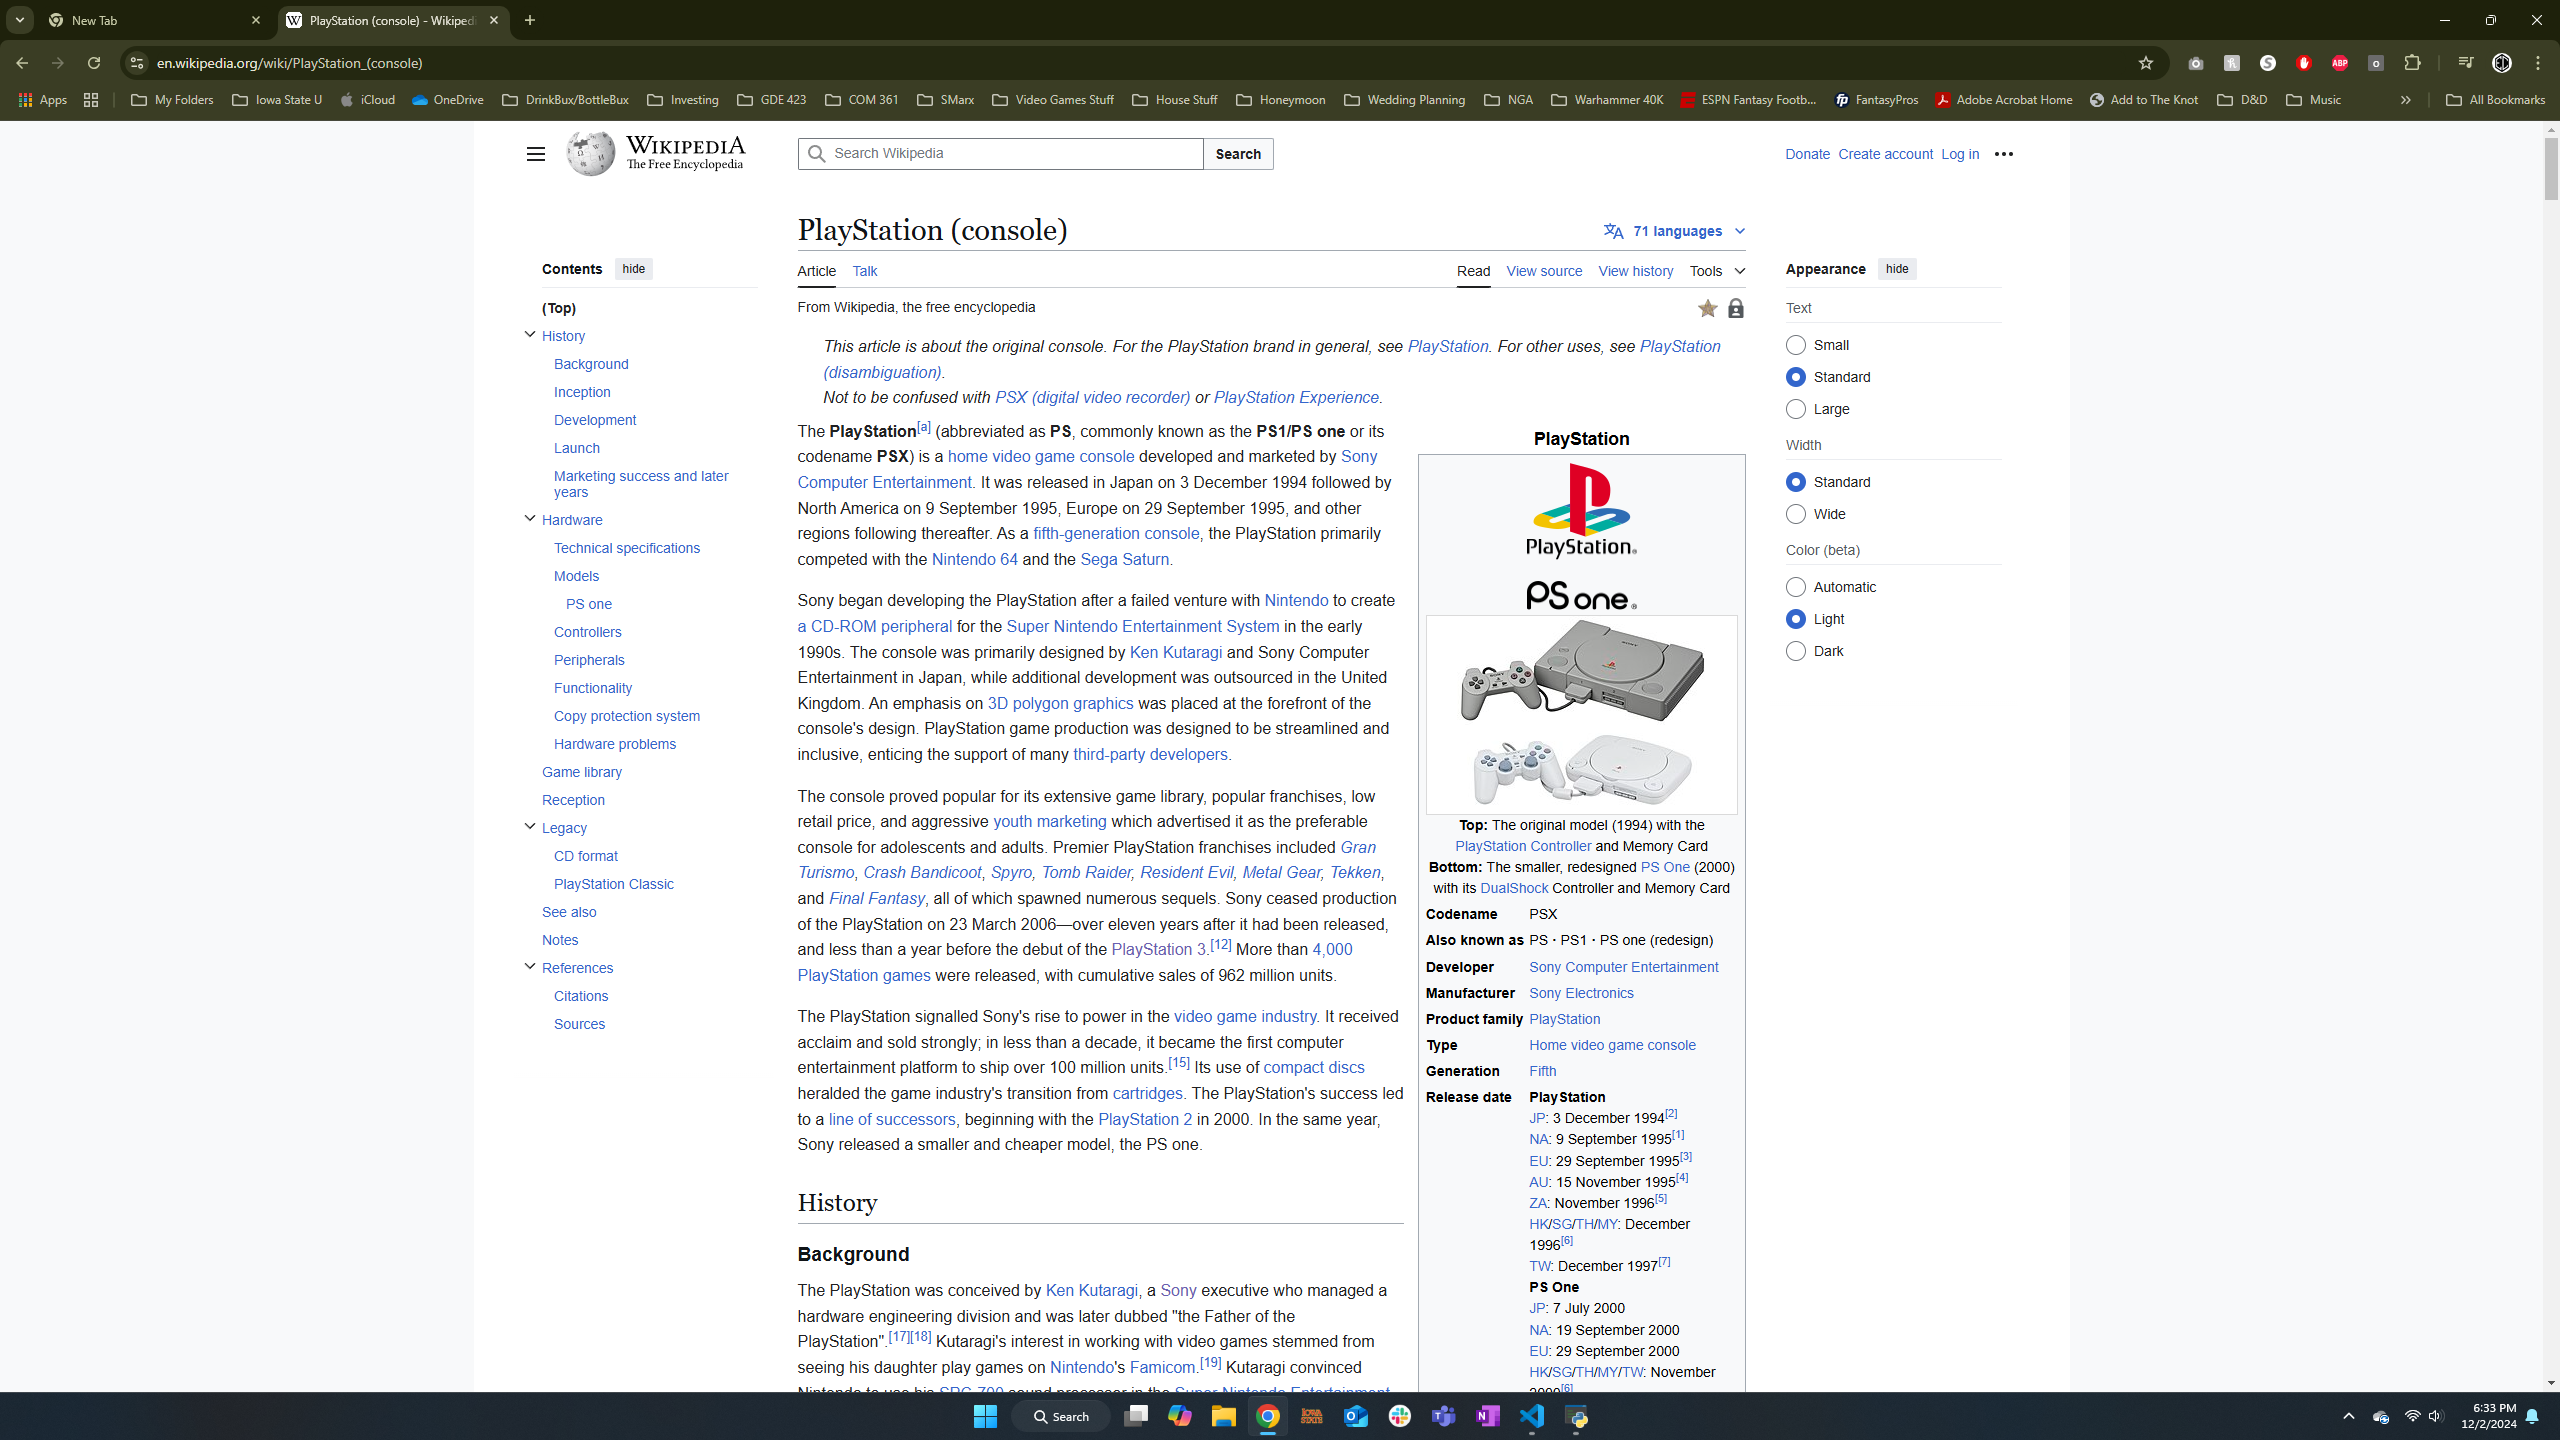 New Tab
PlayStation (console) - Wikiped
en.wikipedia.org/wiki/PlayStation_(console)
Apps
My Folders
Iowa State U
iCloud
OneDrive
DrinkBux/BottleBux
Investing
GDE 423
COM 361
SMarx
Video Games Stuff
House Stuff
Honeymoon
Wedding Planning
NGA
Warhammer 40K
ESPN Fantasy Footb...
FantasyPros
Adobe Acrobat Home
Add to The Knot
D&D
Music
All Bookmarks
WIKIPEDIA
The Free Encyclopedia
Search Wikipedia
Search
Donate
Create account
Log in
PlayStation (console)
71 languages
Article
Talk
Read
View source
View history
Tools
From Wikipedia, the free encyclopedia
Contents
hide
(Top)
History
Background
Inception
Development
Launch
Marketing success and later
years
Hardware
Technical specifications
Models
PS one
Controllers
Peripherals
Functionality
Copy protection system
Hardware problems
Game library
Reception
Legacy
CD format
PlayStation Classic
See also
Notes
References
Citations
Sources
This article is about the original console. For the PlayStation brand in general, see PlayStation. For other uses, see PlayStation
(disambiguation).
Not to be confused with PSX (digital video recorder) or PlayStation Experience.
The PlayStation[a] (abbreviated as PS, commonly known as the PS1/PS one or its
codename PSX) is a home video game console developed and marketed by Sony
Computer Entertainment. It was released in Japan on 3 December 1994 followed by
North America on 9 September 1995, Europe on 29 September 1995, and other
regions following thereafter. As a fifth-generation console, the PlayStation primarily
competed with the Nintendo 64 and the Sega Saturn.
Sony began developing the PlayStation after a failed venture with Nintendo to create
a CD-ROM peripheral for the Super Nintendo Entertainment System in the early
1990s. The console was primarily designed by Ken Kutaragi and Sony Computer
Entertainment in Japan, while additional development was outsourced in the United
Kingdom. An emphasis on 3D polygon graphics was placed at the forefront of the
console's design. PlayStation game production was designed to be streamlined and
inclusive, enticing the support of many third-party developers.
The console proved popular for its extensive game library, popular franchises, low
retail price, and aggressive youth marketing which advertised it as the preferable
console for adolescents and adults. Premier PlayStation franchises included Gran
Turismo, Crash Bandicoot, Spyro, Tomb Raider, Resident Evil, Metal Gear, Tekken,
and Final Fantasy, all of which spawned numerous sequels. Sony ceased production
of the PlayStation on 23 March 2006—over eleven years after it had been released,
and less than a year before the debut of the PlayStation 3.[12] More than 4,000
PlayStation games were released, with cumulative sales of 962 million units.
The PlayStation signalled Sony's rise to power in the video game industry. It received
acclaim and sold strongly; in less than a decade, it became the first computer
entertainment platform to ship over 100 million units.[15] Its use of compact discs
heralded the game industry's transition from cartridges. The PlayStation's success led
to a line of successors, beginning with the PlayStation 2 in 2000. In the same year,
Sony released a smaller and cheaper model, the PS one.
History
Background
The PlayStation was conceived by Ken Kutaragi, a Sony executive who managed a
hardware engineering division and was later dubbed "the Father of the
PlayStation".[17][18] Kutaragi's interest in working with video games stemmed from
seeing his daughter play games on Nintendo's Famicom.[19] Kutaragi convinced
Nintendo to use his SPC-700 sound processor in the Super Nintendo Entertainment
PlayStation
PlayStation®
PS one®
Top: The original model (1994) with the
PlayStation Controller and Memory Card
Bottom: The smaller, redesigned PS One (2000)
with its DualShock Controller and Memory Card
Codename PSX
Also known as PS · PS1 · PS one (redesign)
Developer Sony Computer Entertainment
Manufacturer Sony Electronics
Product family PlayStation
Type Home video game console
Generation Fifth
Release date PlayStation
JP: 3 December 1994[2]
NA: 9 September 1995[1]
EU: 29 September 1995[3]
AU: 15 November 1995[4]
ZA: November 1996[5]
HK/SG/TH/MY: December
1996[6]
TW: December 1997[7]
PS One
JP: 7 July 2000
NA: 19 September 2000
EU: 29 September 2000
HK/SG/TH/MY/TW: November
2000[6]
Appearance
hide
Text
Small
Standard
Large
Width
Standard
Wide
Color (beta)
Automatic
Light
Dark
Search
6:33 PM
12/2/2024